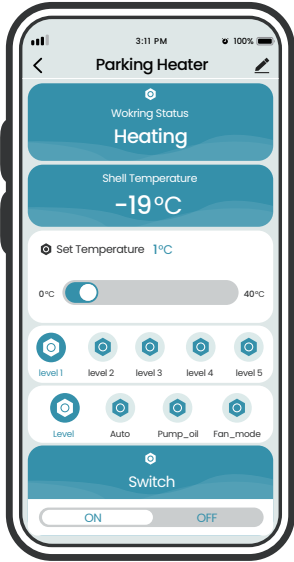 3:11 PM
100%
Parking Heater
Wokring Status
Heating
Shell Temperature
-19°C
Set Temperature 1°C
0°C 40°C
level 1 level 2 level 3 level 4 level 5
Level Auto Pump_oil Fan_mode
Switch
ON OFF